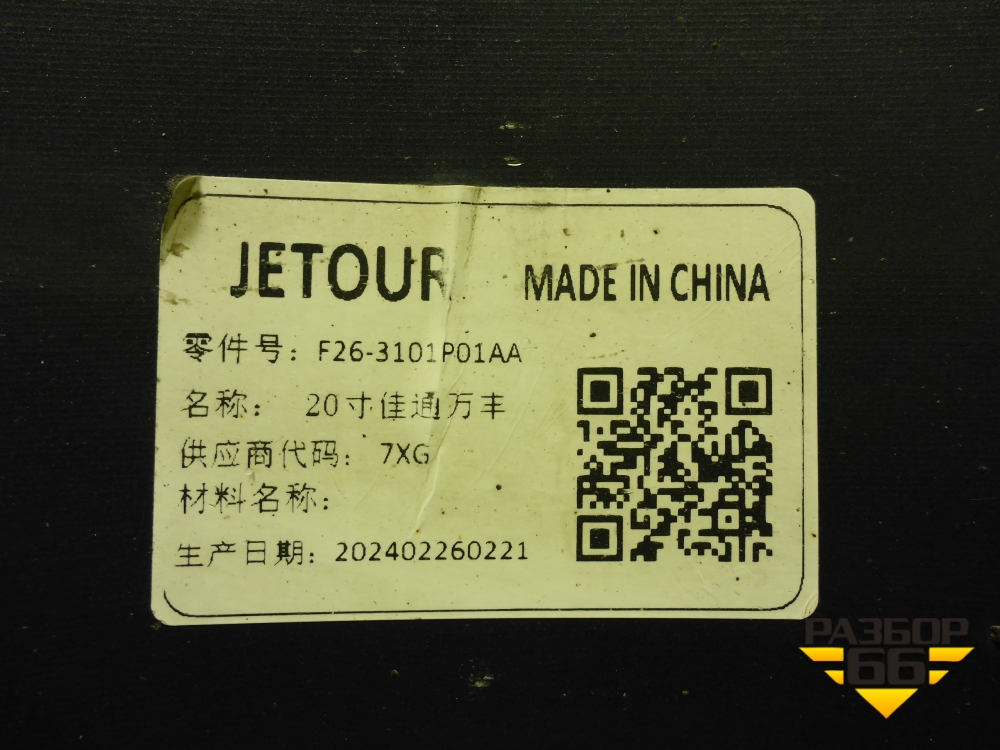 JETOUR
MADE IN CHINA
零件号: F26-3101P01AA
名称: 20寸佳通万丰
供应商代码: 7XG
材料名称:
生产日期: 202402260221
РАЗБОР
66